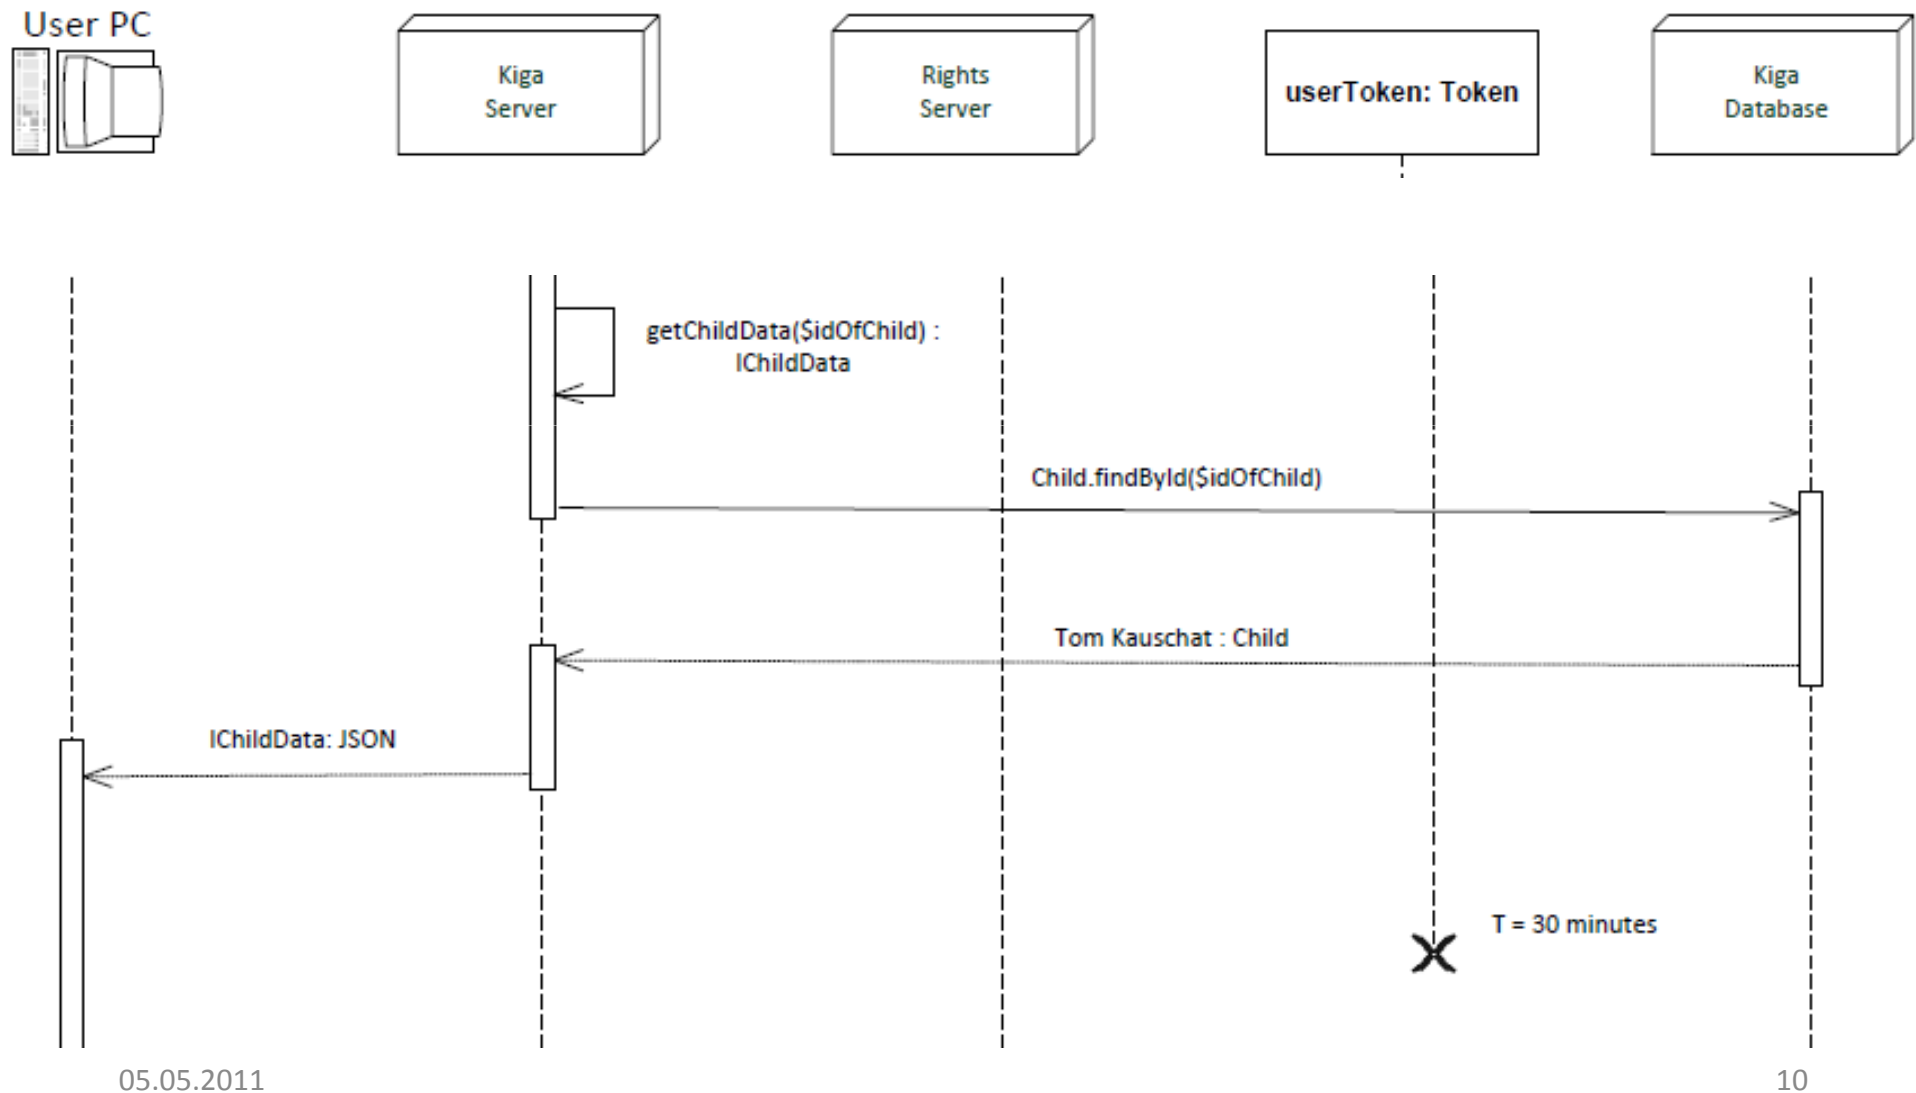 User PC
Kiga
Server
Rights
Server
userToken: Token
Kiga
Database
getChildData($idOfChild) :
IChildData
Child.findById($idOfChild)
Tom Kauschat : Child
IChildData: JSON
T = 30 minutes
05.05.2011
10